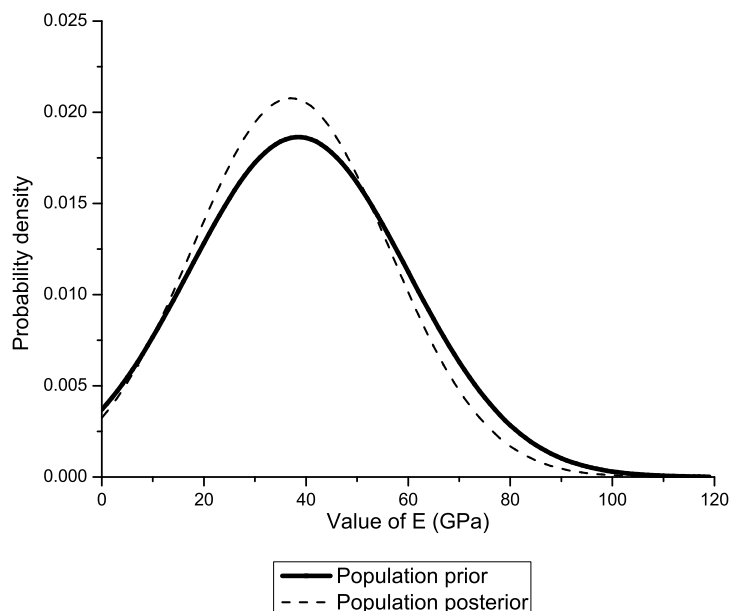 0.025
0.020
0.015
0.010
0.005
0.000
Probability density
0 20 40 60 80 100 120
Value of E (GPa)
Population prior
Population posterior